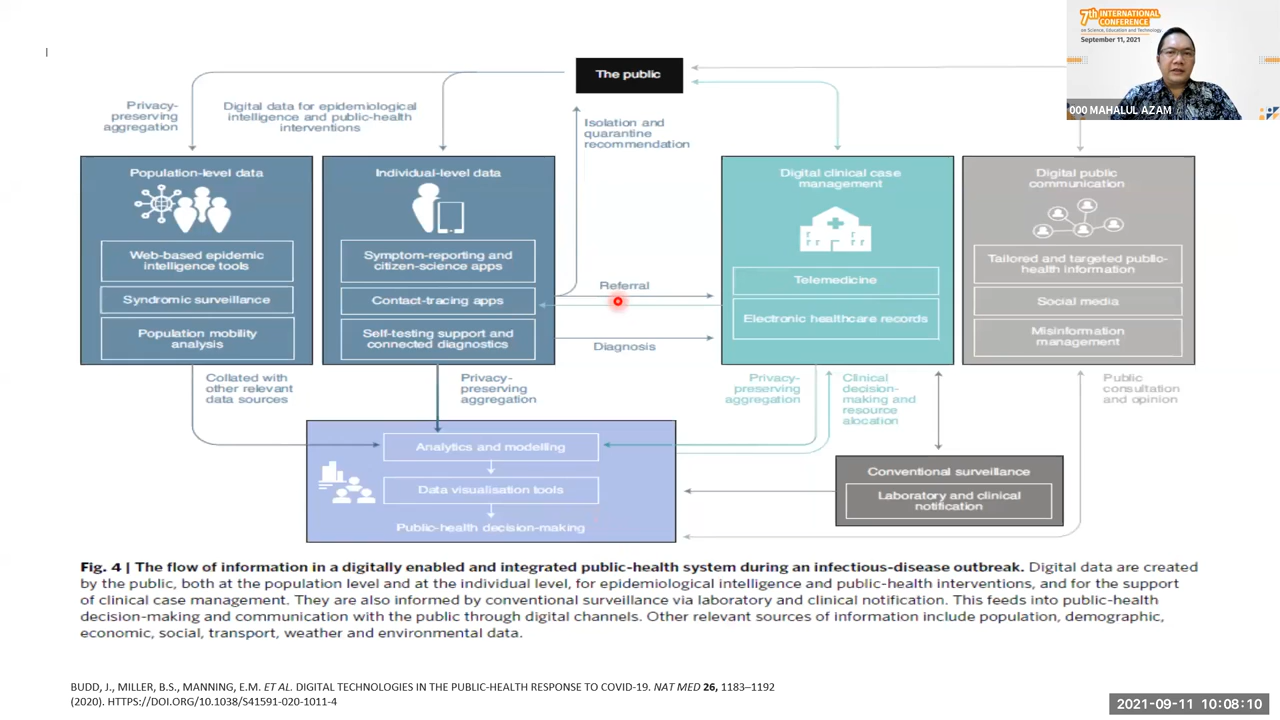 7th INTERNATIONAL
CONFERENCE
on Science, Education and Technology
September 11, 2021
000 MAHALUL AZAM
The public
Privacy-
preserving
aggregation
Digital data for epidemiological
intelligence and public-health
interventions
Isolation and
quarantine
recommendation
Population-level data
Web-based epidemic
intelligence tools
Syndromic surveillance
Population mobility
analysis
Individual-level data
Symptom-reporting and
citizen-science apps
Contact-tracing apps
Self-testing support and
connected diagnostics
Referral
Diagnosis
Digital clinical case
management
Telemedicine
Electronic healthcare records
Digital public
communication
Tailored and targeted public-
health information
Social media
Misinformation
management
Collated with
other relevant
data sources
Privacy-
preserving
aggregation
Privacy-
preserving
aggregation
Clinical
decision-
making and
resource
alocation
Public
consultation
and opinion
Analytics and modelling
Data visualisation tools
Public-health decision-making
Conventional surveillance
Laboratory and clinical
notification
Fig. 4 | The flow of information in a digitally enabled and integrated public-health system during an infectious-disease outbreak. Digital data are created
by the public, both at the population level and at the individual level, for epidemiological intelligence and public-health interventions, and for the support
of clinical case management. They are also informed by conventional surveillance via laboratory and clinical notification. This feeds into public-health
decision-making and communication with the public through digital channels. Other relevant sources of information include population, demographic,
economic, social, transport, weather and environmental data.
BUDD, J., MILLER, B.S., MANNING, E.M. ET AL. DIGITAL TECHNOLOGIES IN THE PUBLIC-HEALTH RESPONSE TO COVID-19. NAT MED 26, 1183–1192
(2020). HTTPS://DOI.ORG/10.1038/S41591-020-1011-4
2021-09-11 10:08:10